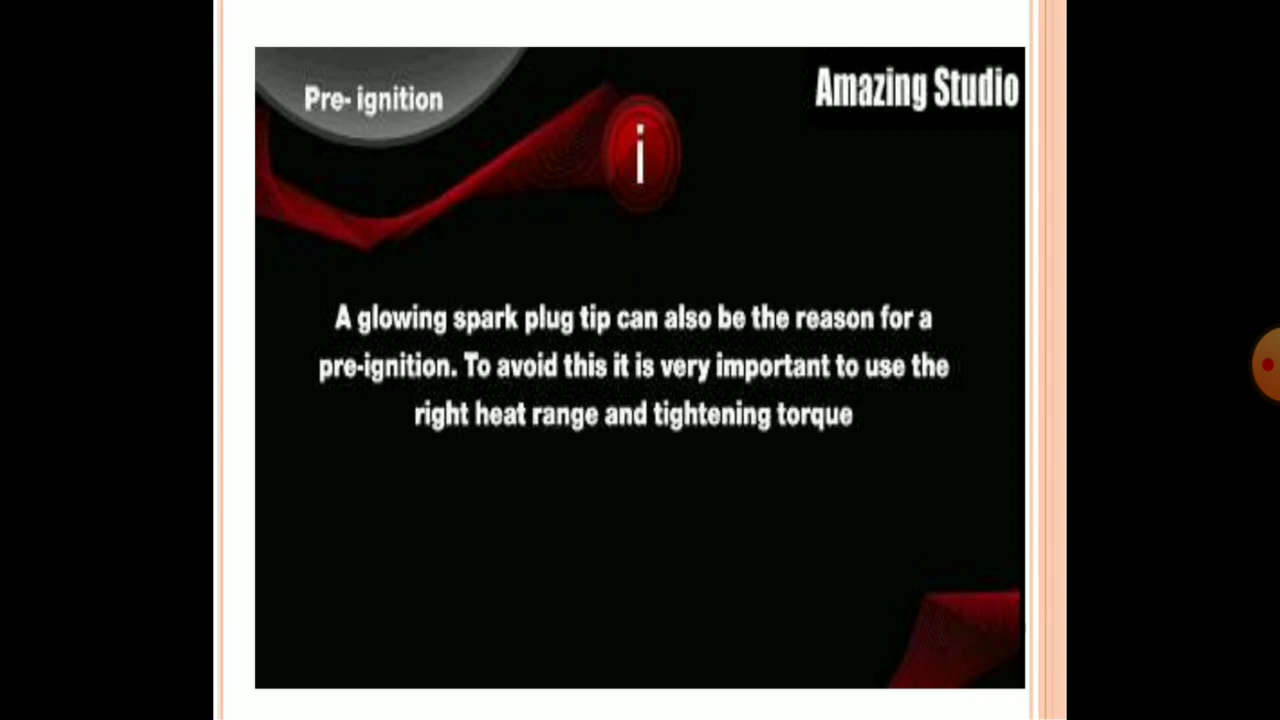 Pre- ignition
Amazing Studio
i
A glowing spark plug tip can also be the reason for a
pre-ignition. To avoid this it is very important to use the
right heat range and tightening torque